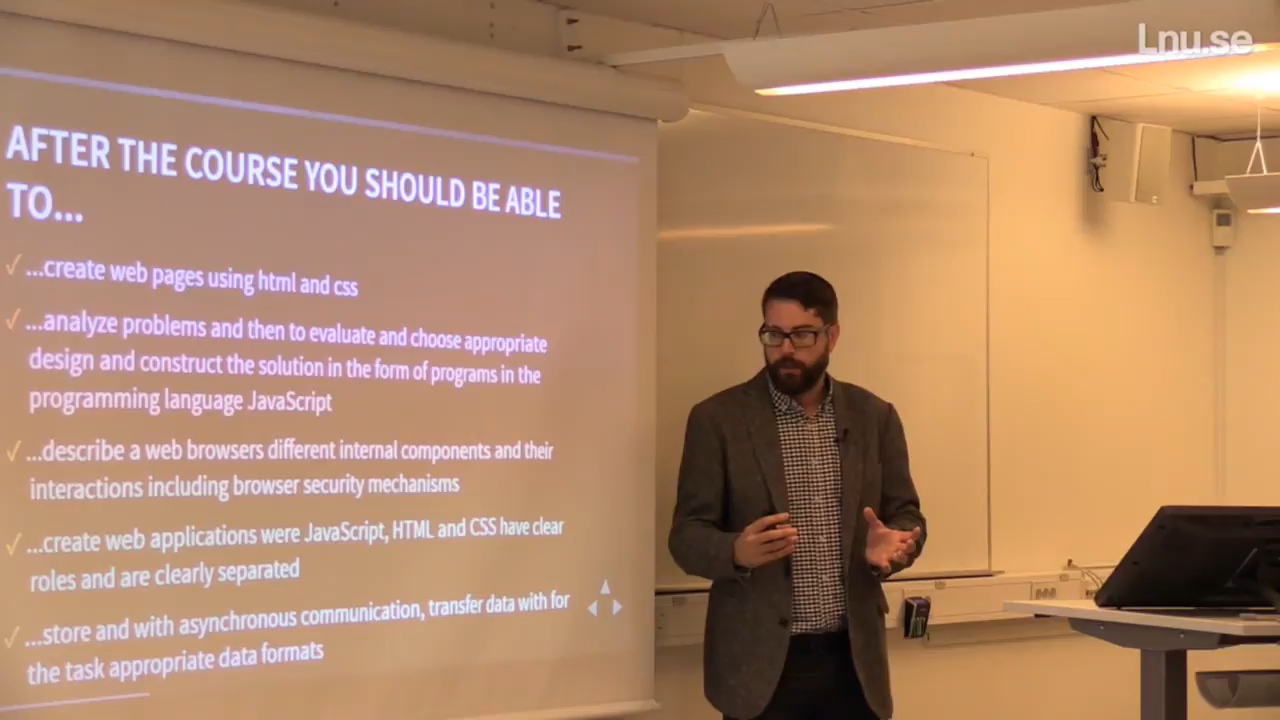 Lnu.se
AFTER THE COURSE YOU SHOULD BE ABLE
TO...
✓ ...create web pages using html and css
✓ ...analyze problems and then to evaluate and choose appropriate
design and construct the solution in the form of programs in the
programming language JavaScript
✓ ...describe a web browsers different internal components and their
interactions including browser security mechanisms
✓ ...create web applications were JavaScript, HTML and CSS have clear
roles and are clearly separated
✓ ...store and with asynchronous communication, transfer data with for
the task appropriate data formats